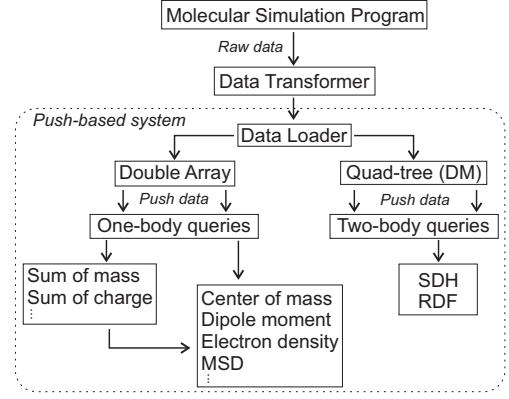 Molecular Simulation Program
Raw data
Data Transformer
Push-based system
Data Loader
Double Array
Quad-tree (DM)
Push data
Push data
One-body queries
Two-body queries
Sum of mass
Sum of charge
⋮
Center of mass
Dipole moment
Electron density
MSD
⋮
SDH
RDF